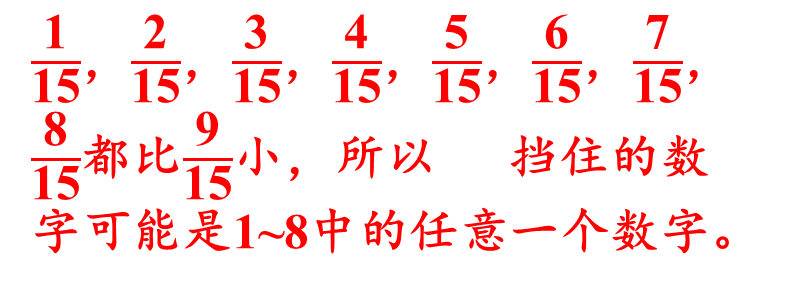 1/15, 2/15, 3/15, 4/15, 5/15, 6/15, 7/15,
8/15都比9/15小，所以 挡住的数
字可能是1~8中的任意一个数字。